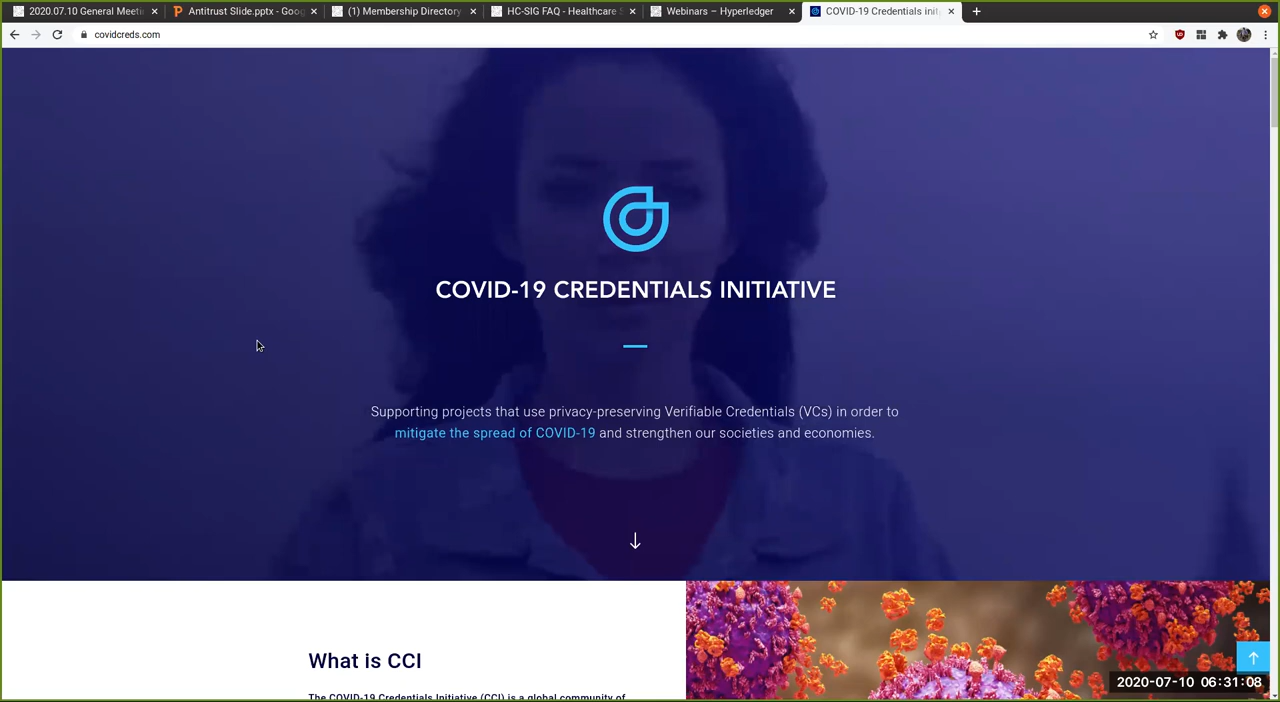 2020.07.10 General Meeti
Antitrust Slide.pptx - Goog
(1) Membership Directory
HC-SIG FAQ - Healthcare S
Webinars – Hyperledger
COVID-19 Credentials init
covidcreds.com
COVID-19 CREDENTIALS INITIATIVE
Supporting projects that use privacy-preserving Verifiable Credentials (VCs) in order to
mitigate the spread of COVID-19 and strengthen our societies and economies.
What is CCI
The COVID-19 Credentials Initiative (CCI) is a global community of
2020-07-10 06:31:08